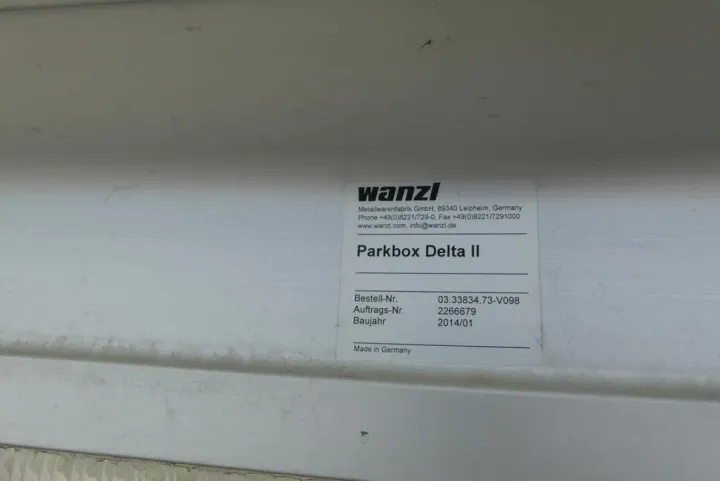 wanzl
Metallwarenfabrik GmbH, 89340 Leipheim, Germany
Phone +49(0)8221/729-0, Fax +49(0)8221/7291000
www.wanzl.com, info@wanzl.de
Parkbox Delta II
Bestell-Nr. 03.33834.73-V098
Auftrags-Nr. 2266679
Baujahr 2014/01
Made in Germany